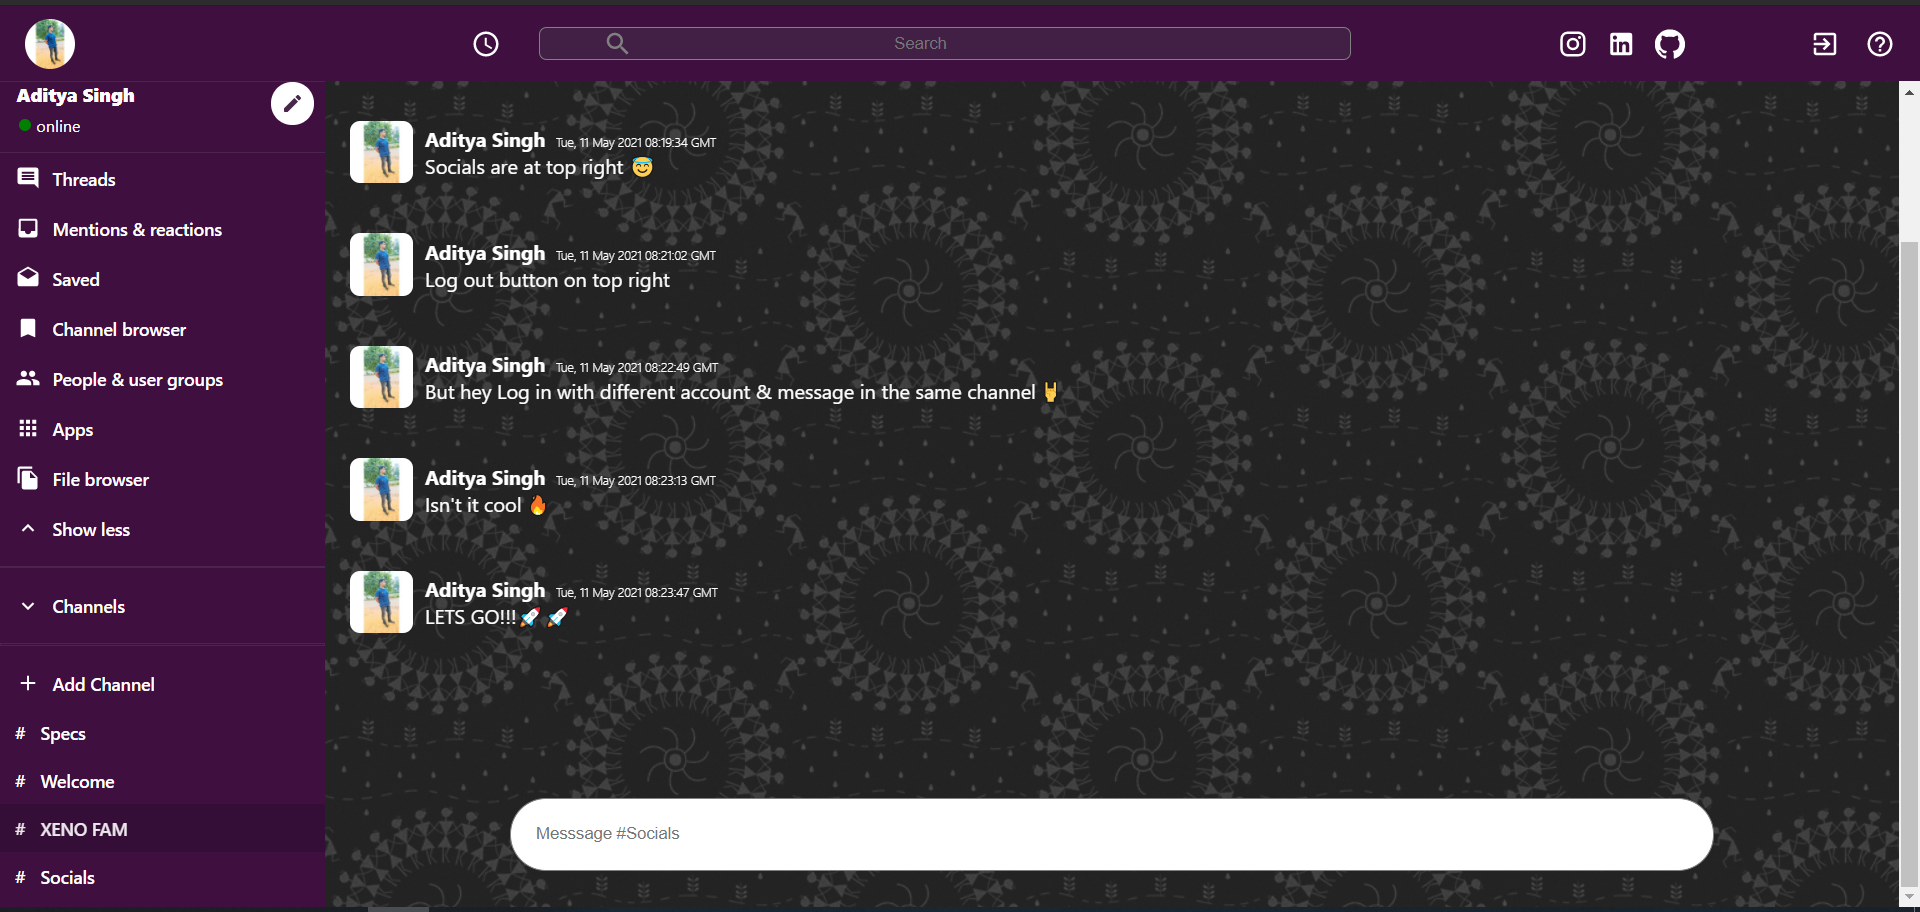 Search
Aditya Singh
online
Threads
Mentions & reactions
Saved
Channel browser
People & user groups
Apps
File browser
Show less
Channels
Add Channel
# Specs
# Welcome
# XENO FAM
# Socials
Aditya Singh Tue, 11 May 2021 08:19:34 GMT
Socials are at top right 😇
Aditya Singh Tue, 11 May 2021 08:21:02 GMT
Log out button on top right
Aditya Singh Tue, 11 May 2021 08:22:49 GMT
But hey Log in with different account & message in the same channel 🤘
Aditya Singh Tue, 11 May 2021 08:23:13 GMT
Isn't it cool 🔥
Aditya Singh Tue, 11 May 2021 08:23:47 GMT
LETS GO!!!🚀 🚀
Messsage #Socials